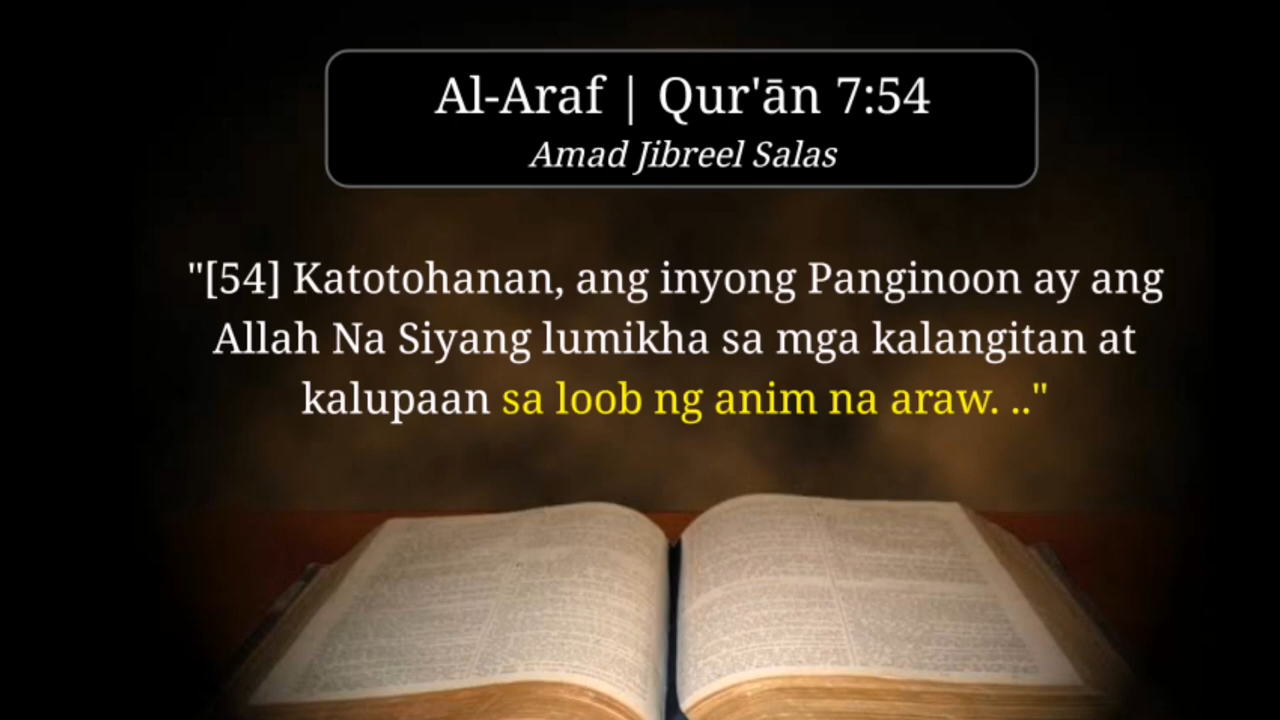 Al-Araf | Qur'ān 7:54
Amad Jibreel Salas
"[54] Katotohanan, ang inyong Panginoon ay ang
Allah Na Siyang lumikha sa mga kalangitan at
kalupaan sa loob ng anim na araw. .."